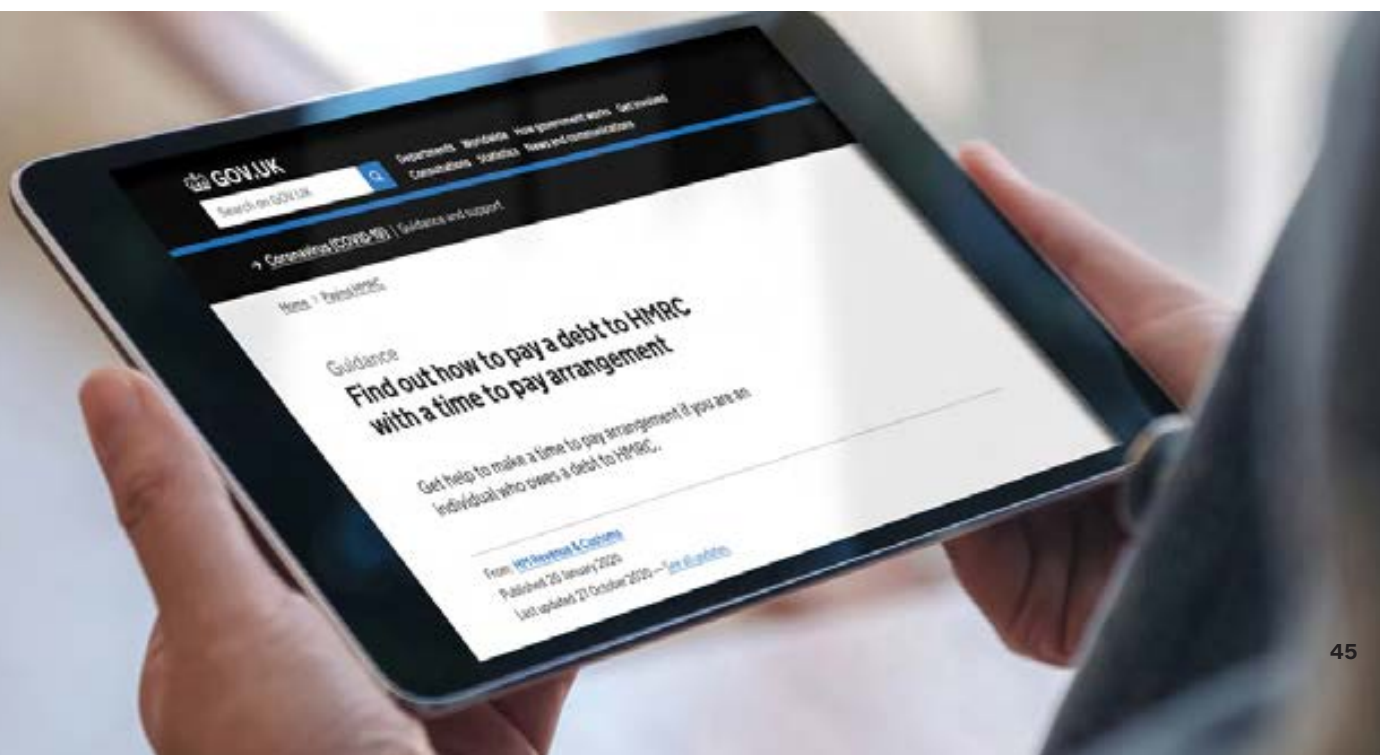 GOV.UK
Search on GOV.UK
Departments Worldwide How government works Get involved
Consultations Statistics News and communications
→ Coronavirus (COVID-19) | Guidance and support
Home > Paying HMRC
Guidance
Find out how to pay a debt to HMRC
with a time to pay arrangement
Get help to make a time to pay arrangement if you are an
individual who owes a debt to HMRC.
From: HM Revenue & Customs
Published 20 January 2020
Last updated 27 October 2020 — See all updates
45